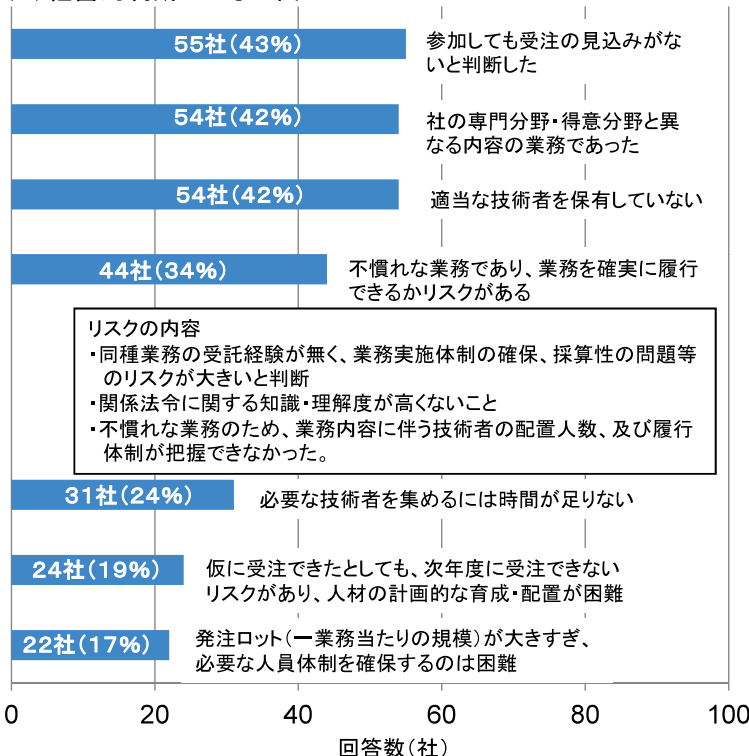 55社(43%)
参加しても受注の見込みがな
いと判断した
54社(42%)
社の専門分野・得意分野と異
なる内容の業務であった
54社(42%)
適当な技術者を保有していない
44社(34%)
不慣れな業務であり、業務を確実に履行
できるかリスクがある
リスクの内容
・同種業務の受託経験が無く、業務実施体制の確保、採算性の問題等
のリスクが大きいと判断
・関係法令に関する知識・理解度が高くないこと
・不慣れな業務のため、業務内容に伴う技術者の配置人数、及び履行
体制が把握できなかった。
31社(24%)
必要な技術者を集めるには時間が足りない
24社(19%)
仮に受注できたとしても、次年度に受注できない
リスクがあり、人材の計画的な育成・配置が困難
22社(17%)
発注ロット(一業務当たりの規模)が大きすぎ、
必要な人員体制を確保するのは困難
0 20 40 60 80 100
回答数(社)